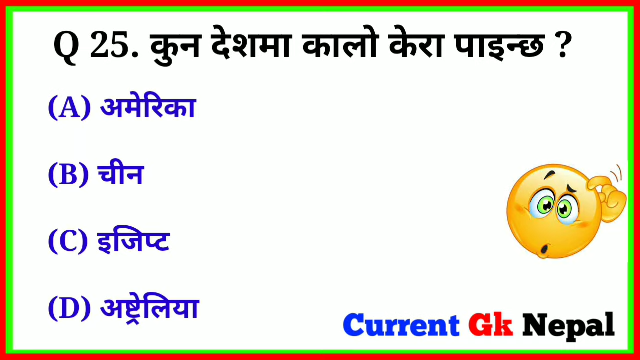 Q 25. कुन देशमा कालो केरा पाइन्छ ?
(A) अमेरिका
(B) चीन
(C) इजिप्ट
(D) अष्ट्रेलिया
Current Gk Nepal